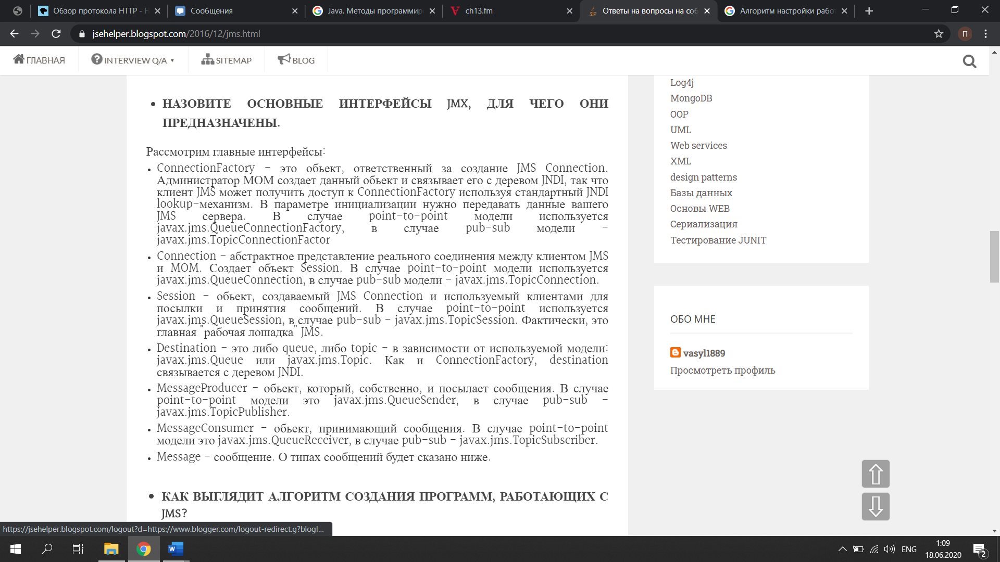 Обзор протокола HTTP - H
Сообщения
Java. Методы программир
ch13.fm
Ответы на вопросы на соб
Алгоритм настройки рабо
jsehelper.blogspot.com/2016/12/jms.html
П
ГЛАВНАЯ
INTERVIEW Q/A
SITEMAP
BLOG
НАЗОВИТЕ ОСНОВНЫЕ ИНТЕРФЕЙСЫ JMX, ДЛЯ ЧЕГО ОНИ
ПРЕДНАЗНАЧЕНЫ.
Рассмотрим главные интерфейсы:
ConnectionFactory - это обьект, ответственный за создание JMS Connection.
Администратор МОМ создает данный обьект и связывает его с деревом JNDI, так что
клиент JMS может получить доступ к ConnectionFactory используя стандартный JNDI
lookup-механизм. В параметре инициализации нужно передавать данные вашего
JMS сервера. В случае point-to-point модели используется
javax.jms.QueueConnectionFactory, в случае pub-sub модели -
javax.jms.TopicConnectionFactor
Connection - абстрактное представление реального соединения между клиентом JMS
и MOM. Создает объект Session. В случае point-to-point модели используется
javax.jms.QueueConnection, в случае pub-sub модели - javax.jms.TopicConnection.
Session - обьект, создаваемый JMS Connection и используемый клиентами для
посылки и принятия сообщений. В случае point-to-point используется
javax.jms.QueueSession, в случае pub-sub - javax.jms.TopicSession. Фактически, это
главная "рабочая лошадка" JMS.
Destination - это либо queue, либо topic - в зависимости от используемой модели:
javax.jms.Queue или javax.jms.Topic. Как и ConnectionFactory, destination
связывается с деревом JNDI.
MessageProducer - обьект, который, собственно, и посылает сообщения. В случае
point-to-point модели это javax.jms.QueueSender, в случае pub-sub -
javax.jms.TopicPublisher.
MessageConsumer - обьект, принимающий сообщения. В случае point-to-point
модели это javax.jms.QueueReceiver, в случае pub-sub - javax.jms.TopicSubscriber.
Message - сообщение. О типах сообщений будет сказано ниже.
КАК ВЫГЛЯДИТ АЛГОРИТМ СОЗДАНИЯ ПРОГРАММ, РАБОТАЮЩИХ С
JMS?
Log4j
MongoDB
OOP
UML
Web services
XML
design patterns
Базы данных
Основы WEB
Сериализация
Тестирование JUNIT
ОБО МНЕ
vasyl1889
Просмотреть профиль
https://jsehelper.blogspot.com/logout?d=https://www.blogger.com/logout-redirect.g?blogI...
ENG
1:09
18.06.2020
2